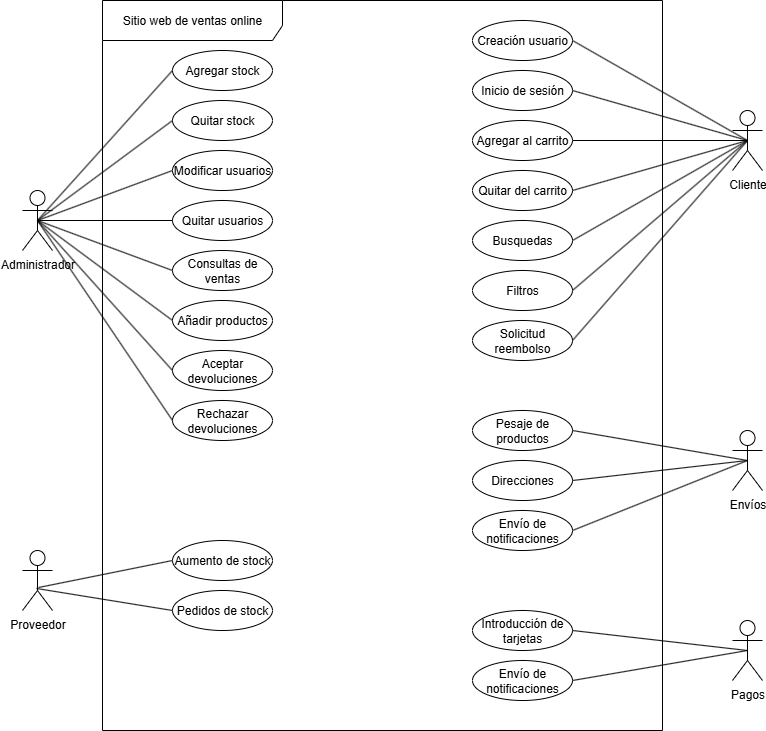 Sitio web de ventas online
Agregar stock
Quitar stock
Modificar usuarios
Quitar usuarios
Consultas de
ventas
Añadir productos
Aceptar
devoluciones
Rechazar
devoluciones
Administrador
Aumento de stock
Pedidos de stock
Proveedor
Creación usuario
Inicio de sesión
Agregar al carrito
Quitar del carrito
Busquedas
Filtros
Solicitud
reembolso
Cliente
Pesaje de
productos
Direcciones
Envío de
notificaciones
Envíos
Introducción de
tarjetas
Envío de
notificaciones
Pagos